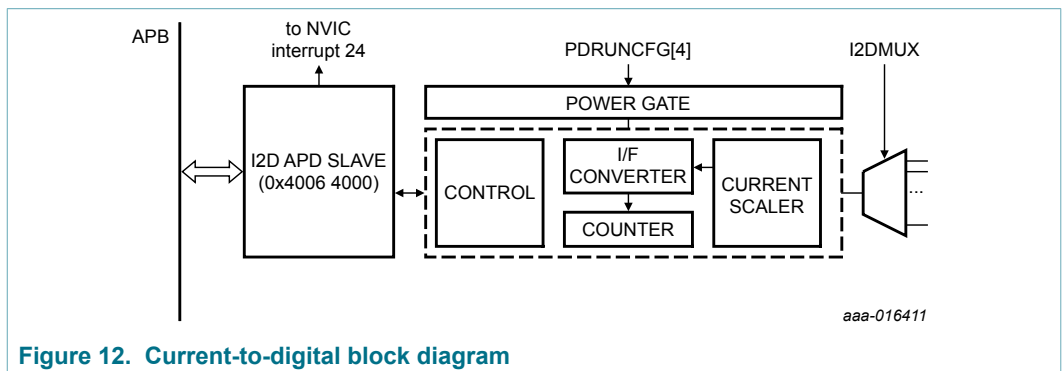 APB
to NVIC
interrupt 24
PDRUNCFG[4]
I2DMUX
POWER GATE
I2D APD SLAVE
(0x4006 4000)
CONTROL
I/F
CONVERTER
COUNTER
CURRENT
SCALER
...
aaa-016411
Figure 12. Current-to-digital block diagram